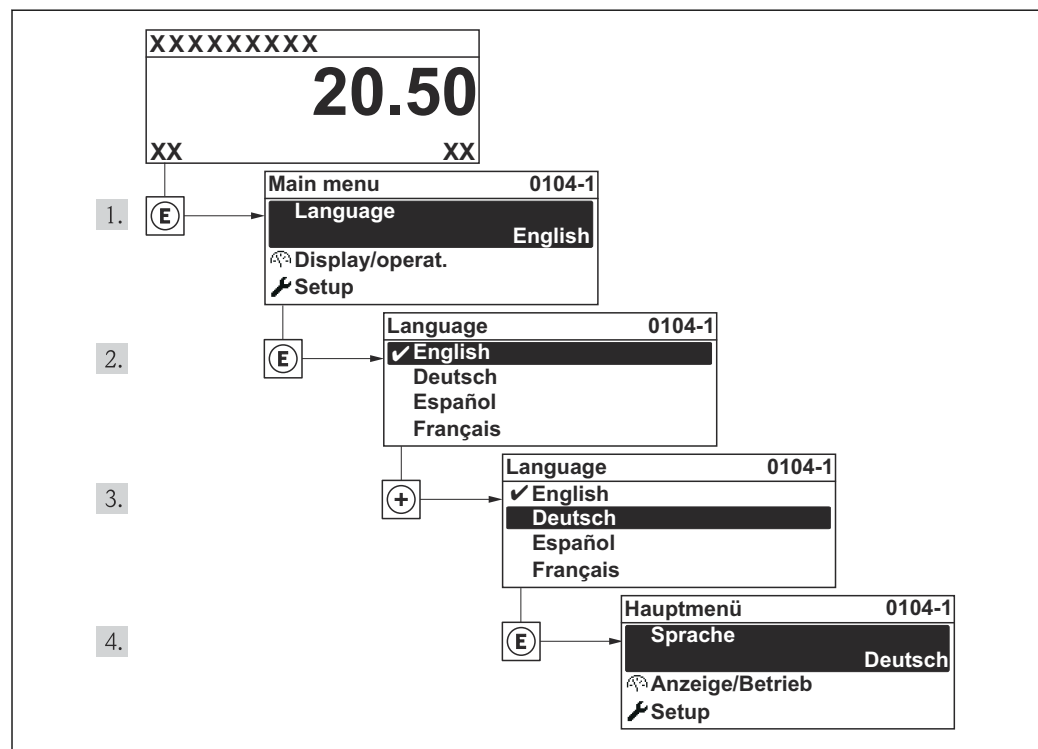 XXXXXXXXX
20.50
XX XX
1. E
Main menu 0104-1
Language
English
Display/operat.
Setup
2. E
Language 0104-1
✔English
Deutsch
Español
Français
3. +
Language 0104-1
✔English
Deutsch
Español
Français
4. E
Hauptmenü 0104-1
Sprache
Deutsch
Anzeige/Betrieb
Setup